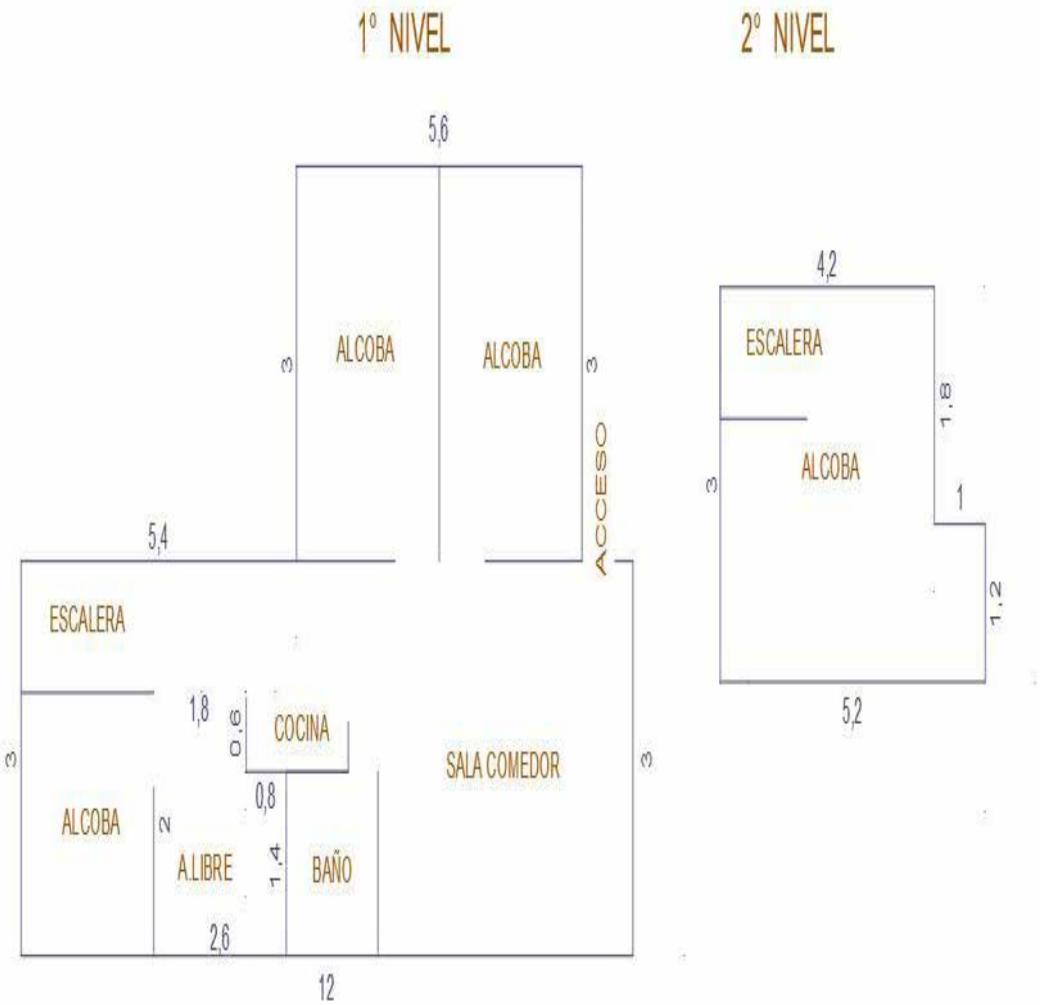 1° NIVEL
2° NIVEL
5,6
3
ALCOBA
ALCOBA
3
ACCESO
5,4
ESCALERA
3
1,8
0,6
COCINA
0,8
ALCOBA
2
A.LIBRE
1,4
BAÑO
SALA COMEDOR
3
2,6
12
4,2
ESCALERA
1,8
3
ALCOBA
1
1,2
5,2